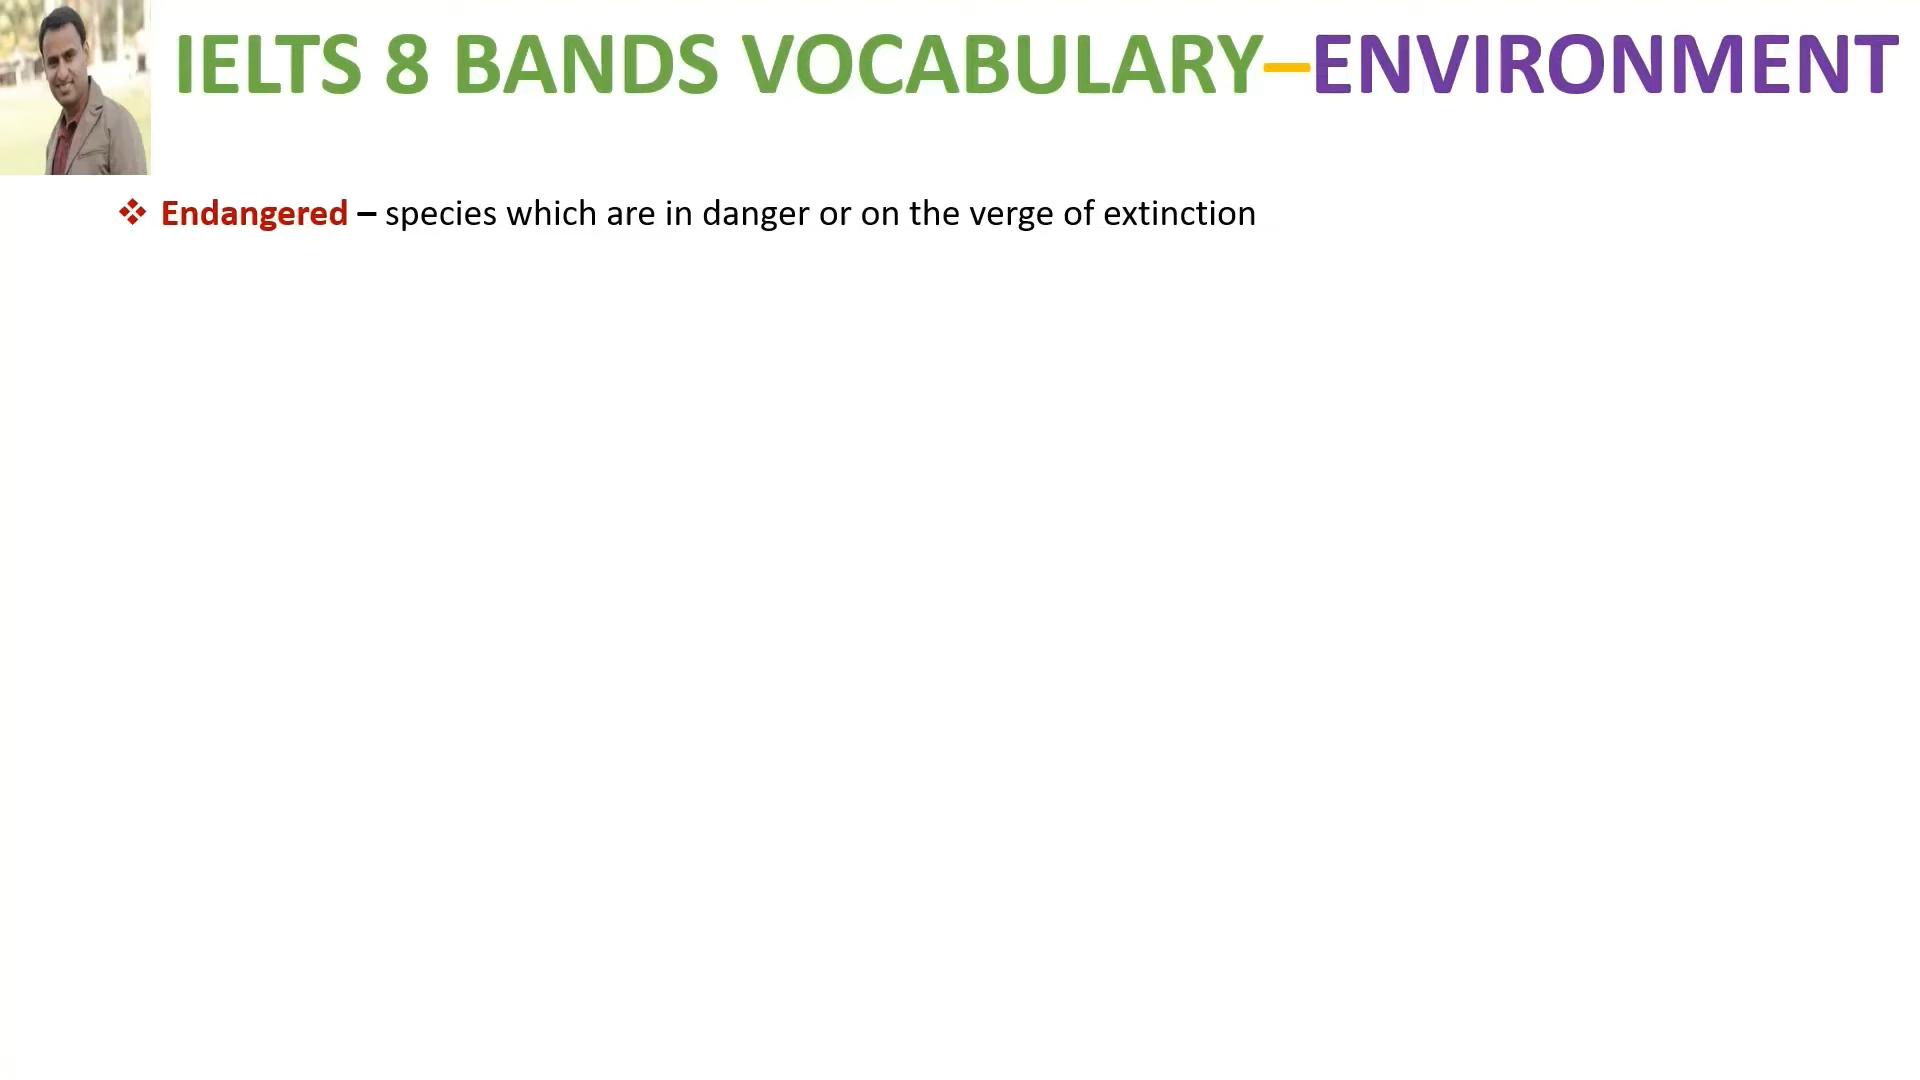 IELTS 8 BANDS VOCABULARY–ENVIRONMENT
❖ Endangered – species which are in danger or on the verge of extinction